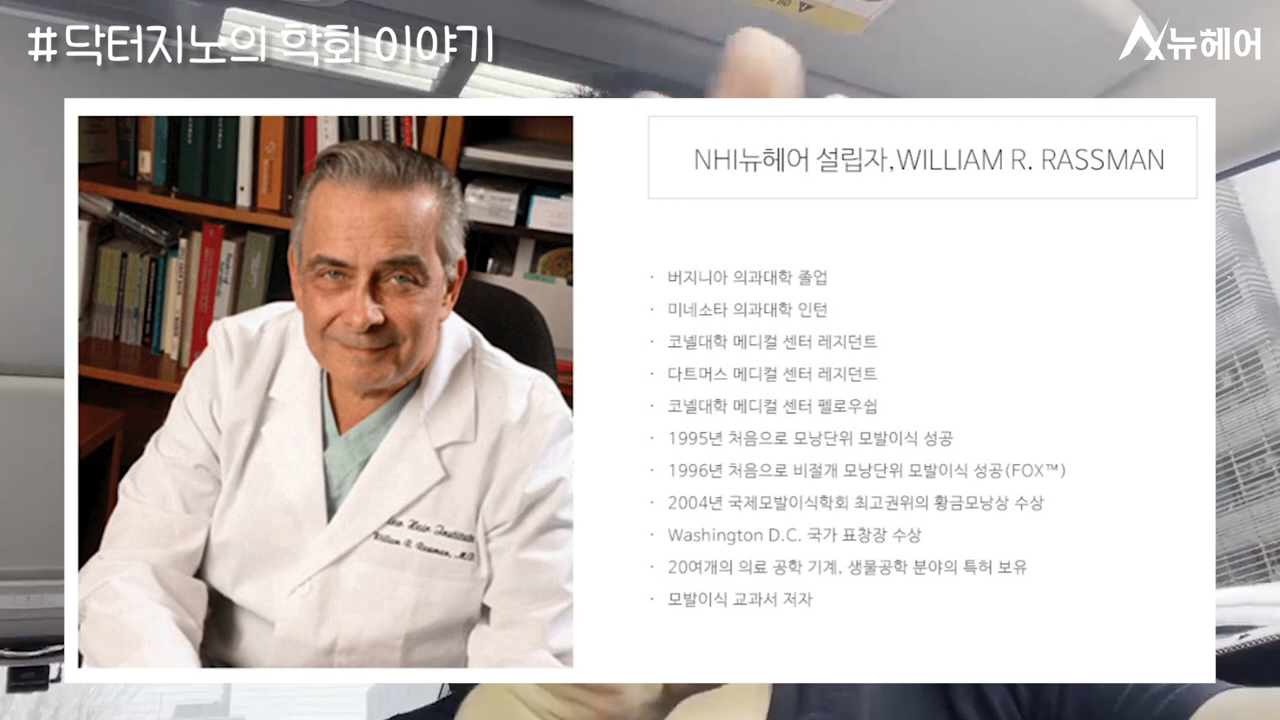 #닥터지노의 학회 이야기
뉴헤어
NHI뉴헤어 설립자,WILLIAM R. RASSMAN
· 버지니아 의과대학 졸업
· 미네소타 의과대학 인턴
· 코넬대학 메디컬 센터 레지던트
· 다트머스 메디컬 센터 레지던트
· 코넬대학 메디컬 센터 펠로우쉽
· 1995년 처음으로 모낭단위 모발이식 성공
· 1996년 처음으로 비절개 모낭단위 모발이식 성공(FOX™)
· 2004년 국제모발이식학회 최고권위의 황금모낭상 수상
· Washington D.C. 국가 표창장 수상
· 20여개의 의료 공학 기계, 생물공학 분야의 특허 보유
· 모발이식 교과서 저자
Hair Institute
William R. Rassman, M.D.